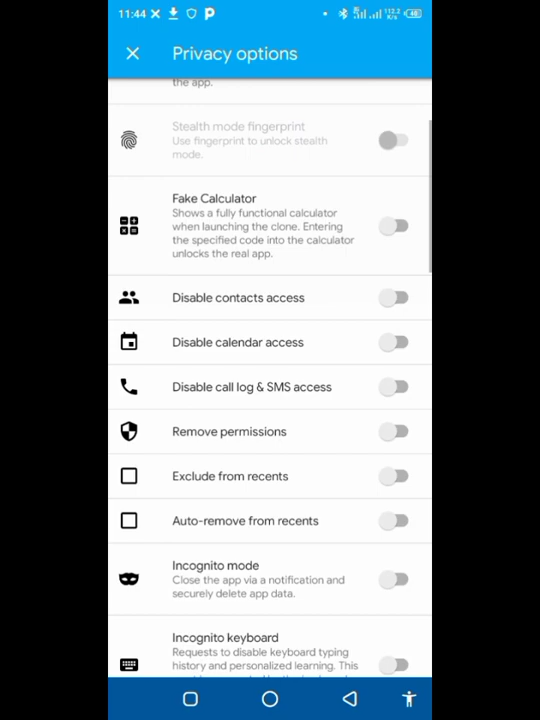 11:44
112.2
K/s
48
Privacy options
the app.
Stealth mode fingerprint
Use fingerprint to unlock stealth
mode.
Fake Calculator
Shows a fully functional calculator
when launching the clone. Entering
the specified code into the calculator
unlocks the real app.
Disable contacts access
Disable calendar access
Disable call log & SMS access
Remove permissions
Exclude from recents
Auto-remove from recents
Incognito mode
Close the app via a notification and
securely delete app data.
Incognito keyboard
Requests to disable keyboard typing
history and personalized learning. This